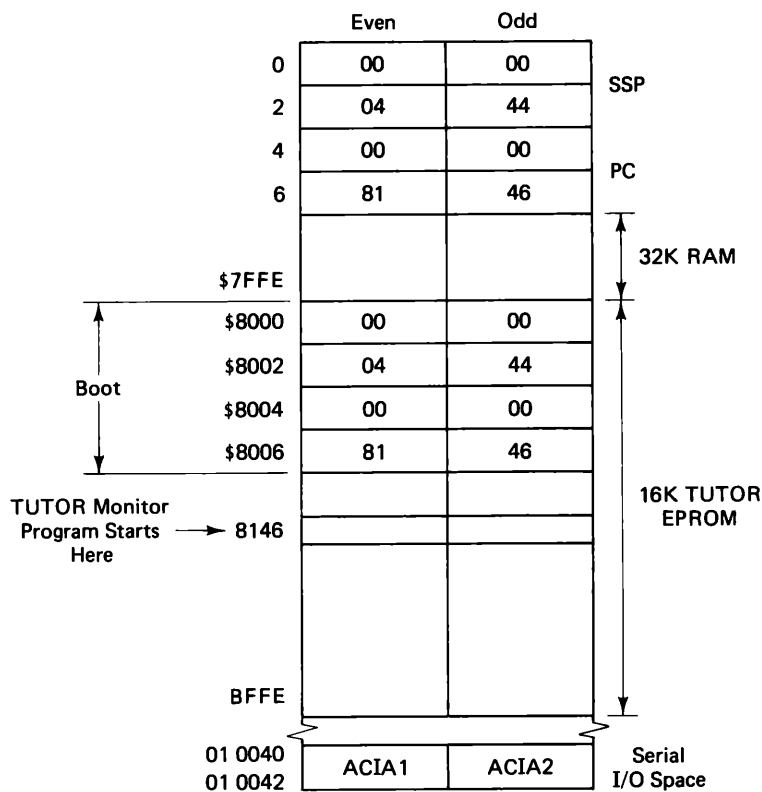 Even Odd
0 00 00
SSP
2 04 44
4 00 00
PC
6 81 46
32K RAM
$7FFE
$8000 00 00
$8002 04 44
Boot
$8004 00 00
$8006 81 46
16K TUTOR
EPROM
TUTOR Monitor
Program Starts
Here
8146
BFFE
01 0040
01 0042
ACIA1 ACIA2
Serial
I/O Space